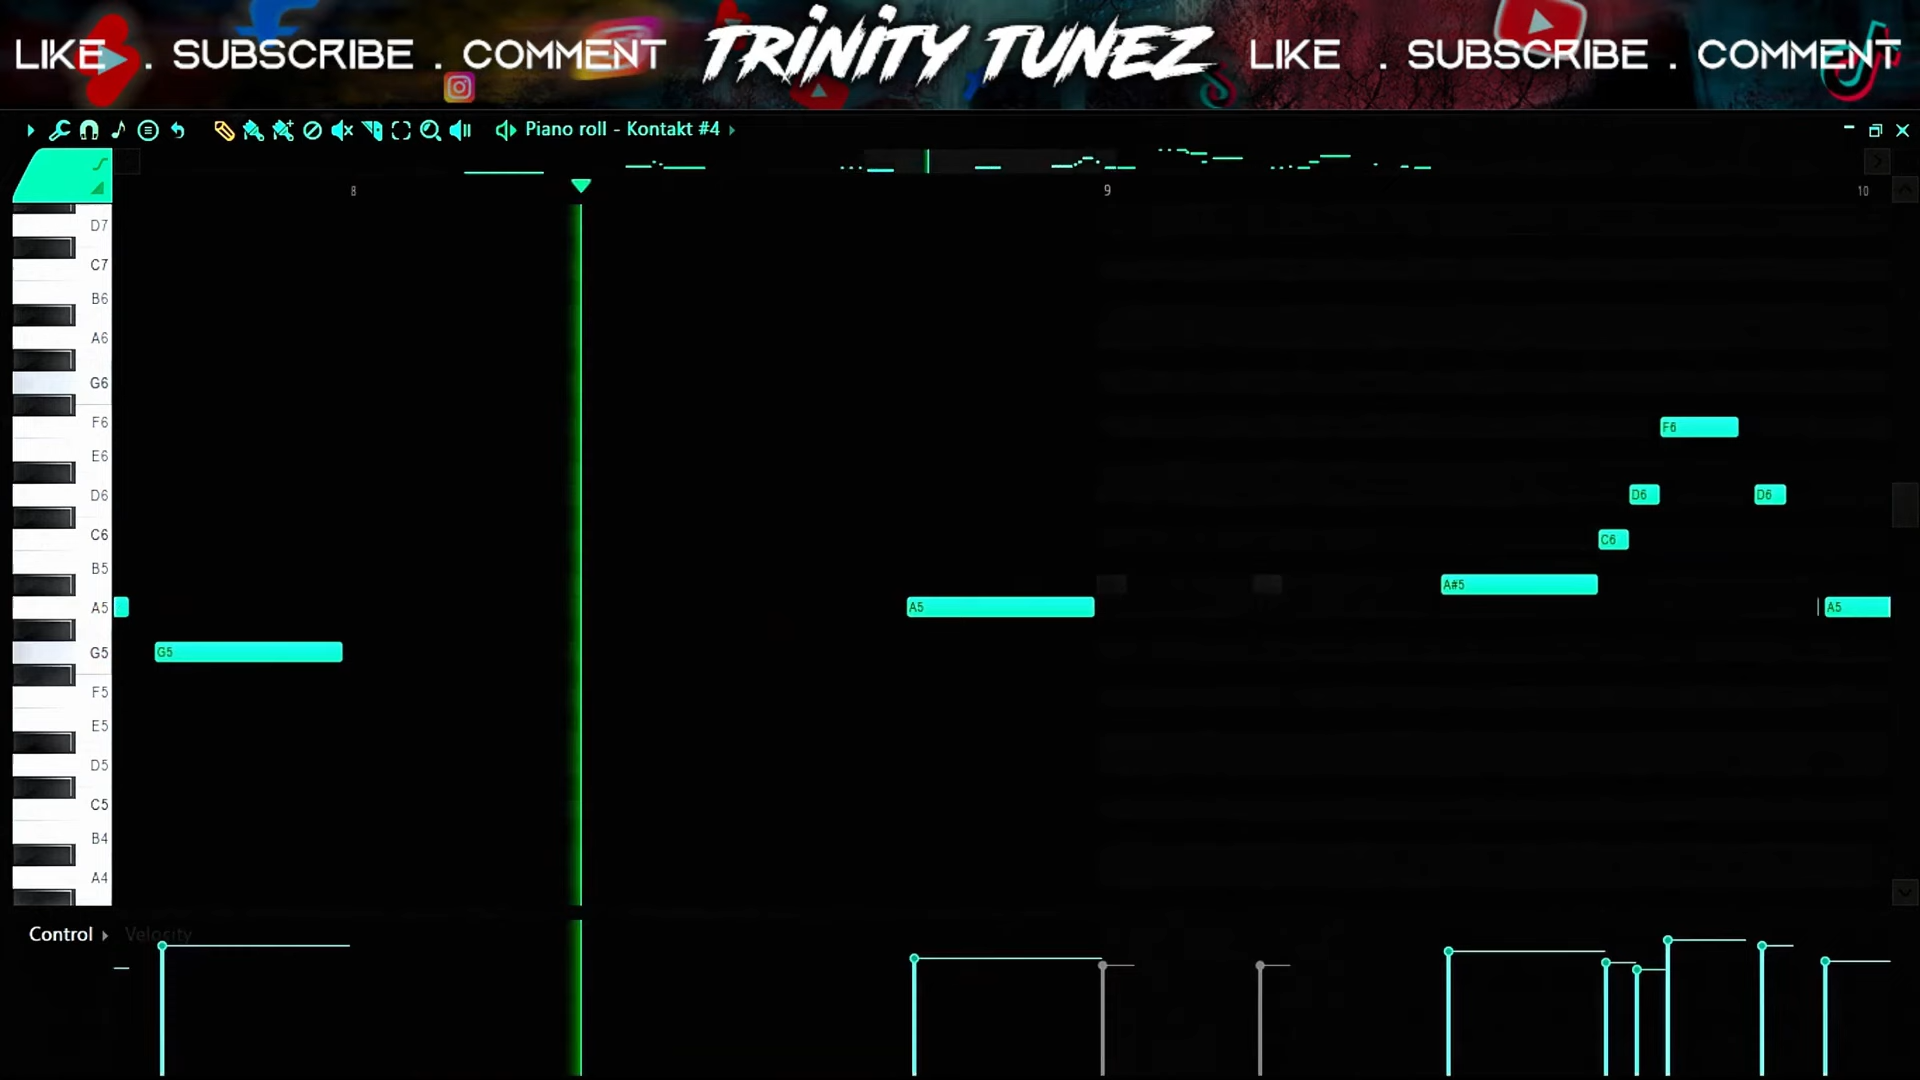 LIKE . SUBSCRIBE . COMMENT TRINITY TUNEZ LIKE . SUBSCRIBE . COMMENT
Piano roll - Kontakt #4
8 9 10
D7
C7
B6
A6
G6
F6 F6
E6
D6 D6 D6
C6 C6
B5
A#5
A5 A5 A5
G5 G5
F5
E5
D5
C5
B4
A4
Control Velocity